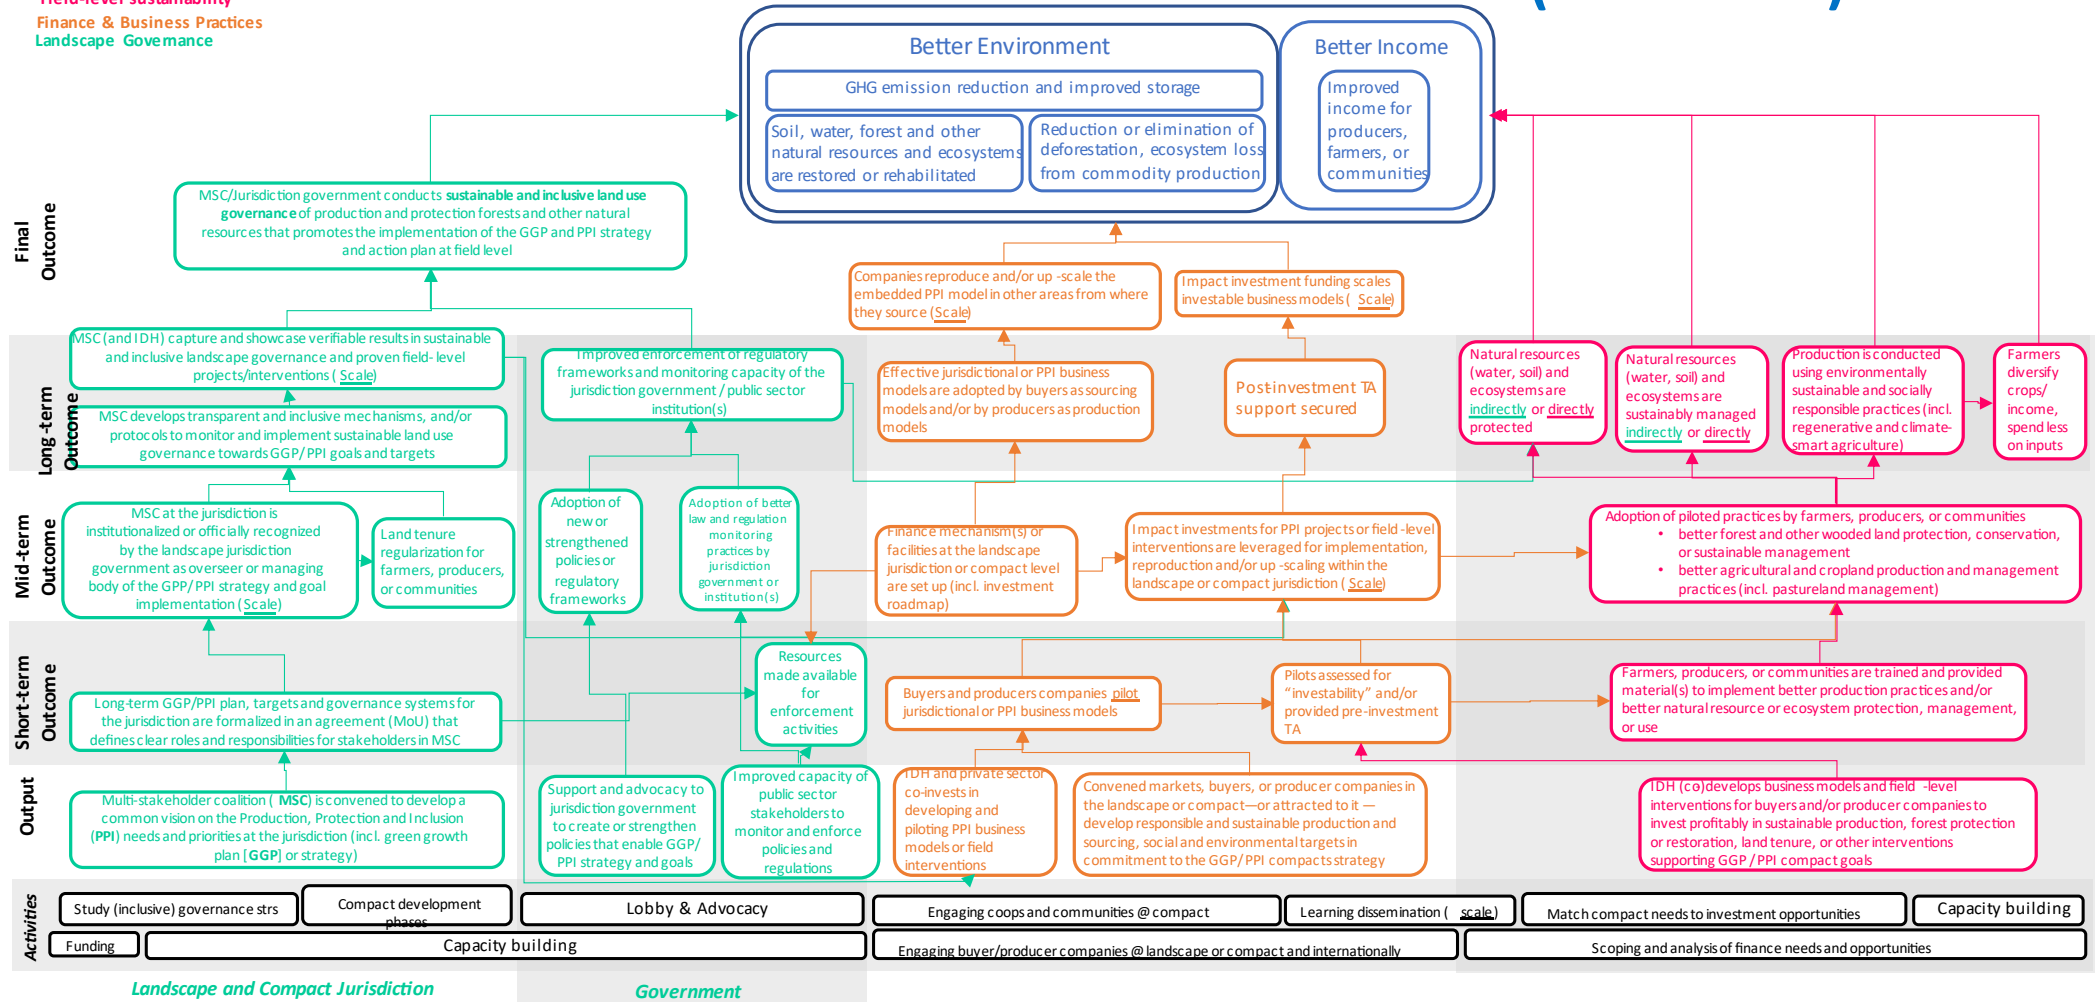 Field-level sustainability
Finance & Business Practices
Landscape Governance
Better Environment
GHG emission reduction and improved storage
Soil, water, forest and other
natural resources and ecosystems
are restored or rehabilitated
Reduction or elimination of
deforestation, ecosystem loss
from commodity production
Better Income
Improved
income for
producers,
farmers, or
communities
Final
Outcome
MSC/Jurisdiction government conducts sustainable and inclusive land use
governance of production and protection forests and other natural
resources that promotes the implementation of the GGP and PPI strategy
and action plan at field level
Companies reproduce and/or up -scale the
embedded PPI model in other areas from where
they source (Scale)
Impact investment funding scales
investable business models ( Scale)
Long-term
Outcome
MSC (and IDH) capture and showcase verifiable results in sustainable
and inclusive landscape governance and proven field- level
projects/interventions ( Scale)
MSC develops transparent and inclusive mechanisms, and/or
protocols to monitor and implement sustainable land use
governance towards GGP/PPI goals and targets
Improved enforcement of regulatory
frameworks and monitoring capacity of the
jurisdiction government / public sector
institution(s)
Effective jurisdictional or PPI business
models are adopted by buyers as sourcing
models and/or by producers as production
models
Post-investment TA
support secured
Natural resources
(water, soil) and
ecosystems are
indirectly or directly
protected
Natural resources
(water, soil) and
ecosystems are
sustainably managed
indirectly or directly
Production is conducted
using environmentally
sustainable and socially
responsible practices (incl.
regenerative and climate-
smart agriculture)
Farmers
diversify
crops/
income,
spend less
on inputs
Mid-term
Outcome
MSC at the jurisdiction is
institutionalized or officially recognized
by the landscape jurisdiction
government as overseer or managing
body of the GPP/PPI strategy and goal
implementation (Scale)
Land tenure
regularization for
farmers, producers,
or communities
Adoption of
new or
strengthened
policies or
regulatory
frameworks
Adoption of better
law and regulation
monitoring
practices by
jurisdiction
government or
institution(s)
Finance mechanism(s) or
facilities at the landscape
jurisdiction or compact level
are set up (incl. investment
roadmap)
Impact investments for PPI projects or field -level
interventions are leveraged for implementation,
reproduction and/or up -scaling within the
landscape or compact jurisdiction ( Scale)
Adoption of piloted practices by farmers, producers, or communities
• better forest and other wooded land protection, conservation,
or sustainable management
• better agricultural and cropland production and management
practices (incl. pastureland management)
Short-term
Outcome
Long-term GGP/PPI plan, targets and governance systems for
the jurisdiction are formalized in an agreement (MoU) that
defines clear roles and responsibilities for stakeholders in MSC
Resources
made available
for
enforcement
activities
Buyers and producers companies pilot
jurisdictional or PPI business models
Pilots assessed for
“investability” and/or
provided pre-investment
TA
Farmers, producers, or communities are trained and provided
material(s) to implement better production practices and/or
better natural resource or ecosystem protection, management,
or use
Output
Multi-stakeholder coalition ( MSC) is convened to develop a
common vision on the Production, Protection and Inclusion
(PPI) needs and priorities at the jurisdiction (incl. green growth
plan [GGP] or strategy)
Support and advocacy to
jurisdiction government
to create or strengthen
policies that enable GGP/
PPI strategy and goals
Improved capacity of
public sector
stakeholders to
monitor and enforce
policies and
regulations
IDH and private sector
co-invests in
developing and
piloting PPI business
models or field
interventions
Convened markets, buyers, or producer companies in
the landscape or compact—or attracted to it —
develop responsible and sustainable production and
sourcing, social and environmental targets in
commitment to the GGP/PPI compacts strategy
IDH (co)develops business models and field -level
interventions for buyers and/or producer companies to
invest profitably in sustainable production, forest protection
or restoration, land tenure, or other interventions
supporting GGP /PPI compact goals
Activities
Study (inclusive) governance strs
Compact development
phases
Lobby & Advocacy
Engaging coops and communities @ compact
Learning dissemination ( scale)
Match compact needs to investment opportunities
Capacity building
Funding
Capacity building
Engaging buyer/producer companies @ landscape or compact and internationally
Scoping and analysis of finance needs and opportunities
Landscape and Compact Jurisdiction
Government